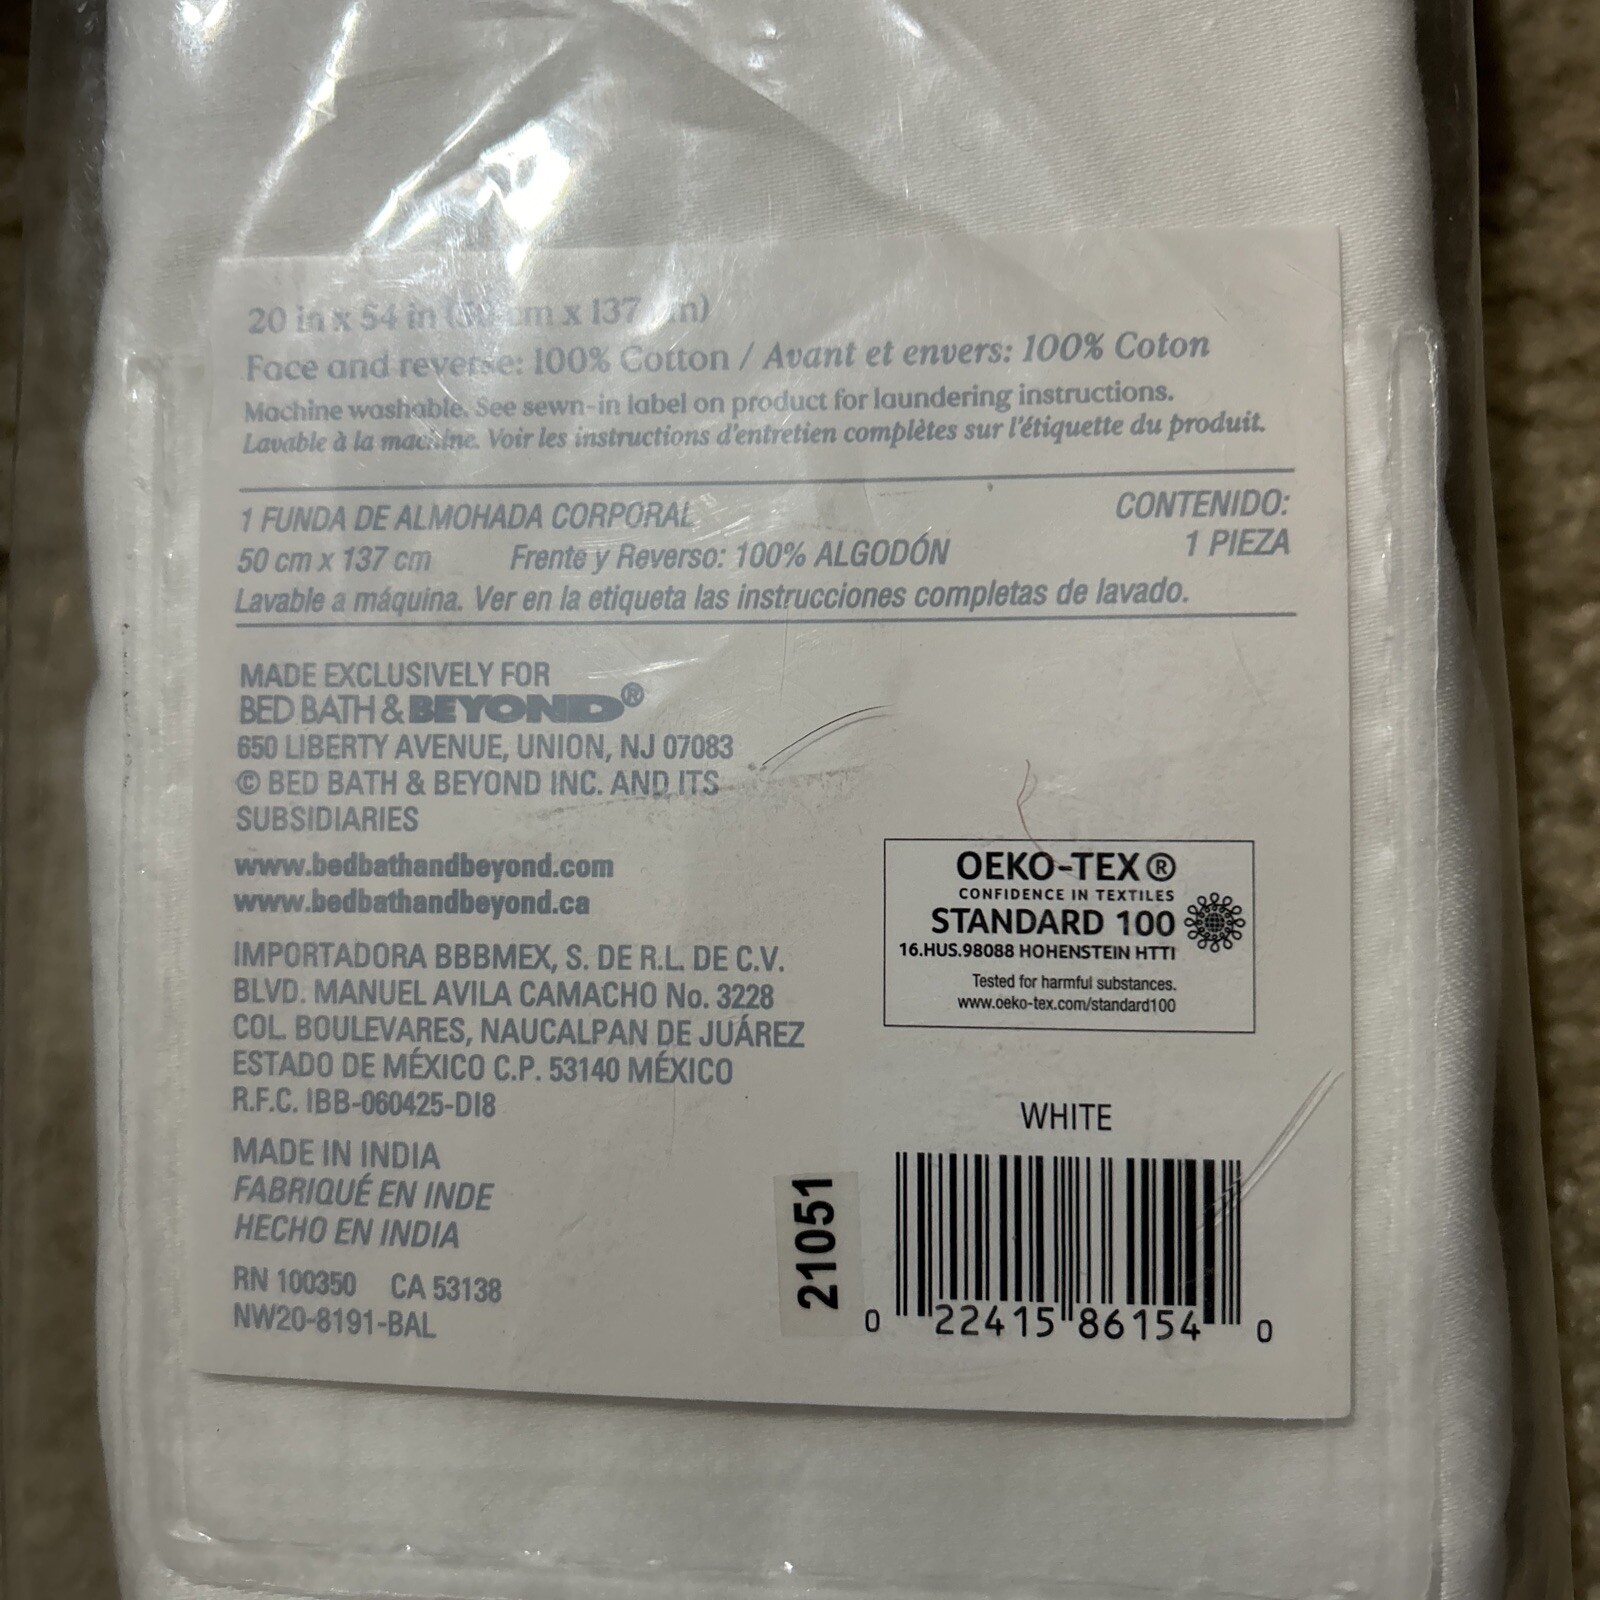 20 in x 54 in (50 cm x 137 cm)
Face and reverse: 100% Cotton / Avant et envers: 100% Coton
Machine washable. See sewn-in label on product for laundering instructions.
Lavable à la machine. Voir les instructions d'entretien complètes sur l'étiquette du produit.
1 FUNDA DE ALMOHADA CORPORAL
CONTENIDO:
50 cm x 137 cm Frente y Reverso: 100% ALGODÓN
1 PIEZA
Lavable a máquina. Ver en la etiqueta las instrucciones completas de lavado.
MADE EXCLUSIVELY FOR
BED BATH & BEYOND®
650 LIBERTY AVENUE, UNION, NJ 07083
© BED BATH & BEYOND INC. AND ITS
SUBSIDIARIES
www.bedbathandbeyond.com
www.bedbathandbeyond.ca
IMPORTADORA BBBMEX, S. DE R.L. DE C.V.
BLVD. MANUEL AVILA CAMACHO No. 3228
COL. BOULEVARES, NAUCALPAN DE JUÁREZ
ESTADO DE MÉXICO C.P. 53140 MÉXICO
R.F.C. IBB-060425-DI8
MADE IN INDIA
FABRIQUÉ EN INDE
HECHO EN INDIA
RN 100350 CA 53138
NW20-8191-BAL
OEKO-TEX®
CONFIDENCE IN TEXTILES
STANDARD 100
16.HUS.98088 HOHENSTEIN HTTI
Tested for harmful substances.
www.oeko-tex.com/standard100
WHITE
21051
0 22415 86154 0